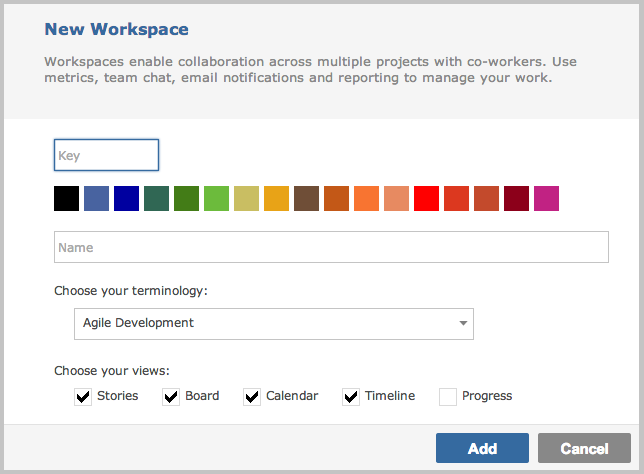 New Workspace
Workspaces enable collaboration across multiple projects with co-workers. Use
metrics, team chat, email notifications and reporting to manage your work.
Key
Name
Choose your terminology:
Agile Development
Choose your views:
Stories Board Calendar Timeline Progress
Add Cancel